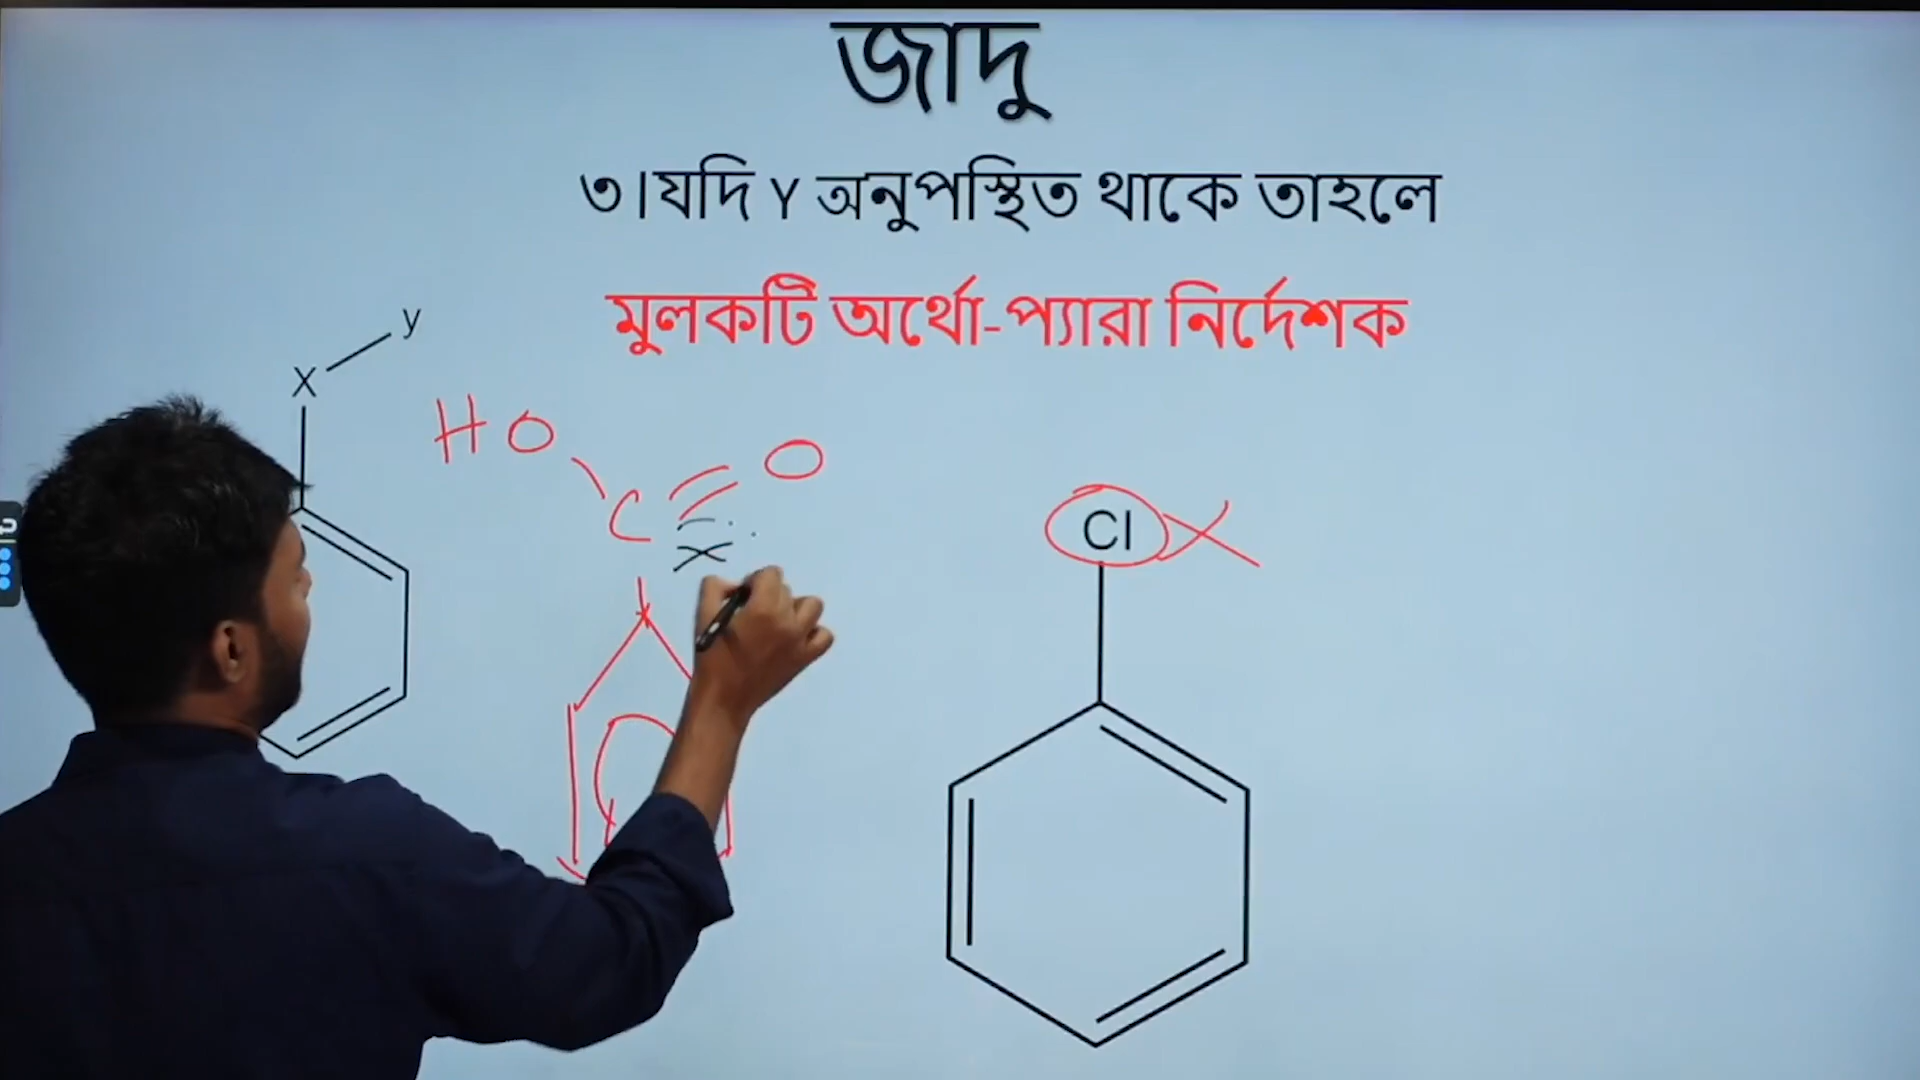 জাদু
৩।যদি Y অনুপস্থিত থাকে তাহলে
মুলকটি অর্থো-প্যারা নির্দেশক
y
X
HO
O
C
Cl